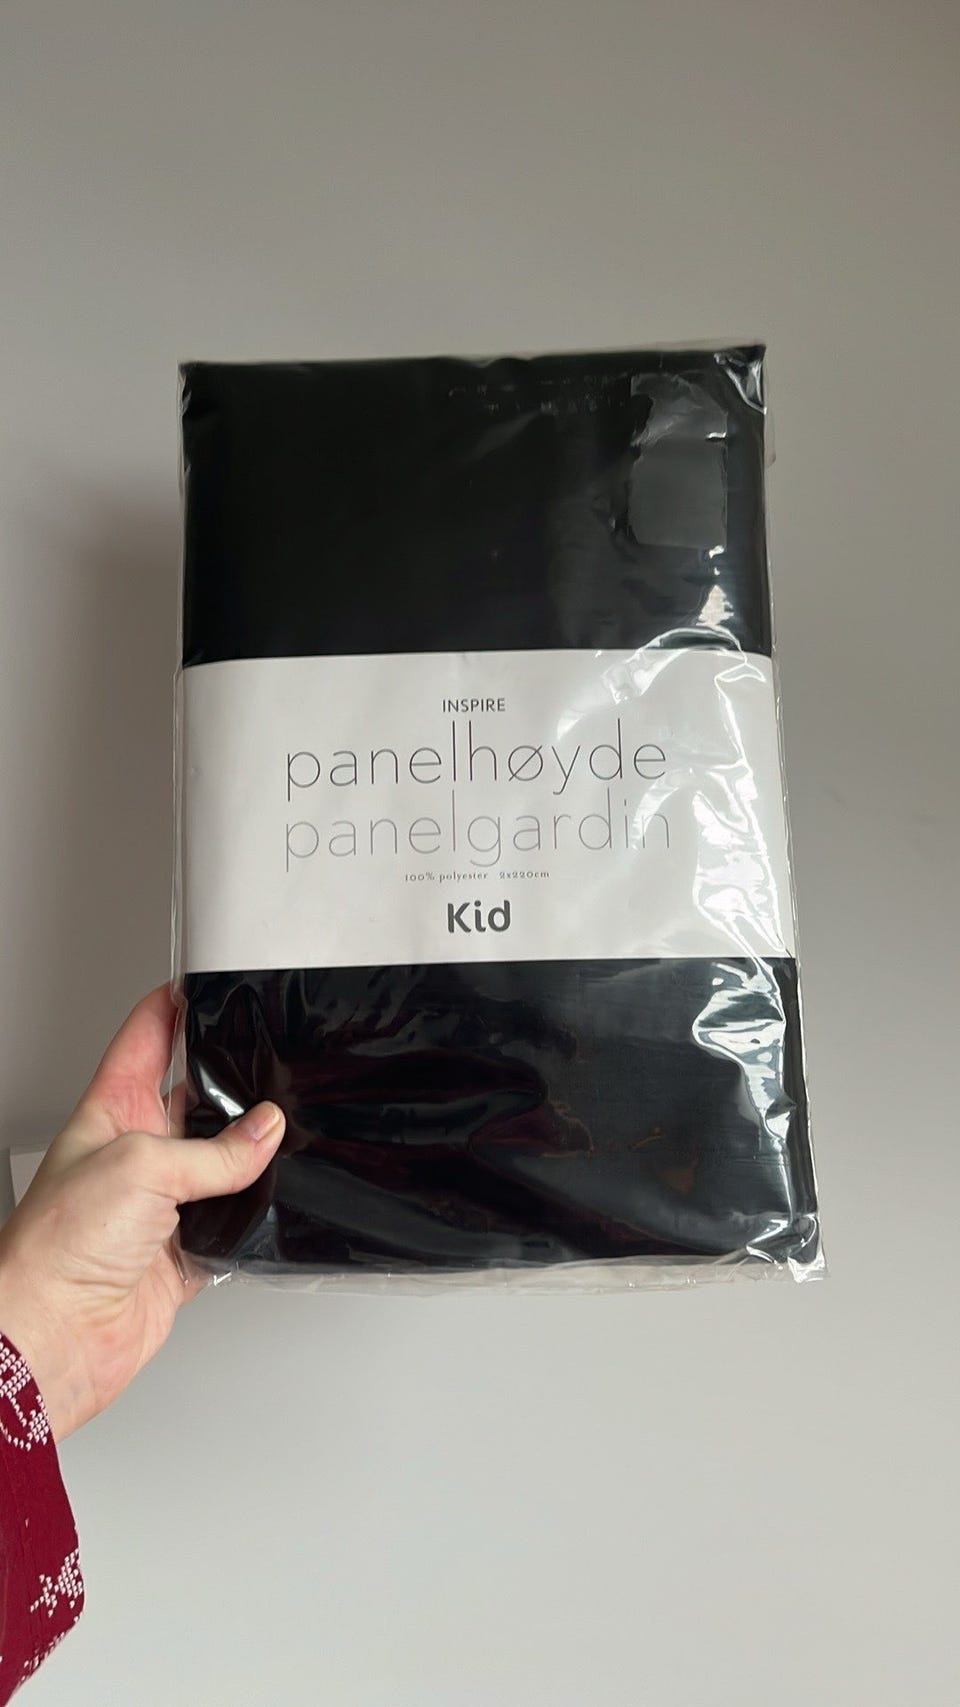 INSPIRE
panelhøyde
panelgardin
100% polyester 2x220cm
Kid